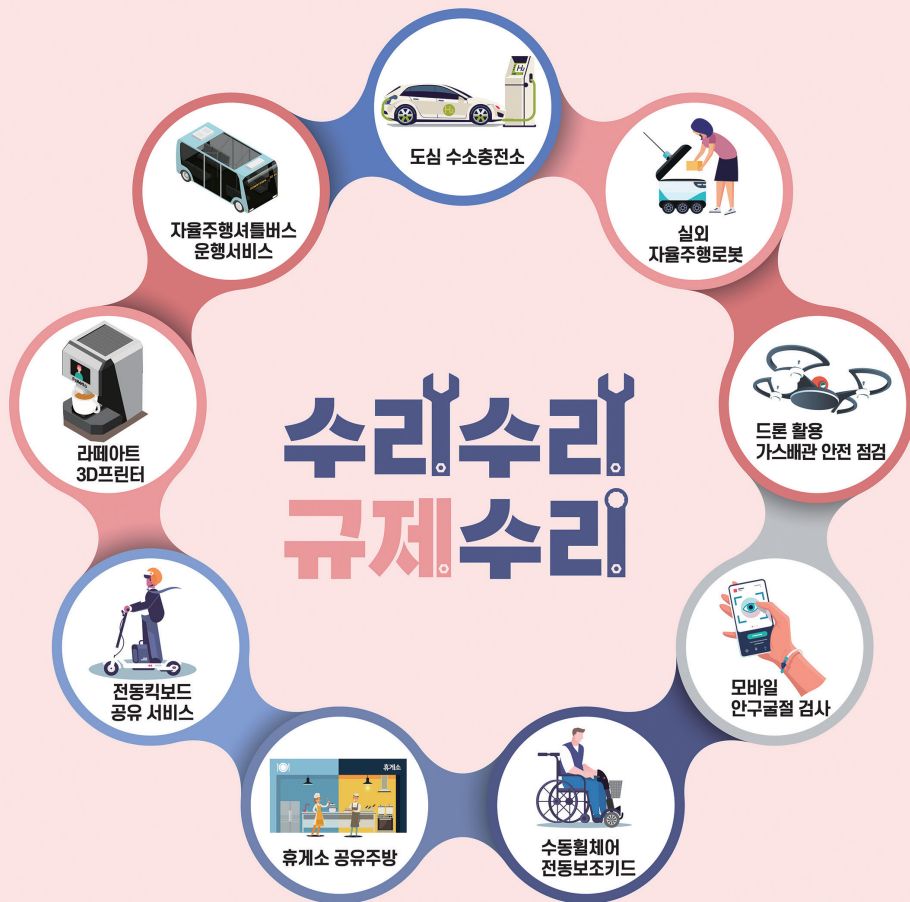 도심 수소충전소
실외
자율주행로봇
드론 활용
가스배관 안전 점검
모바일
안구굴절 검사
수동휠체어
전동보조키드
휴게소
휴게소 공유주방
전동킥보드
공유 서비스
라떼아트
3D프린터
자율주행셔틀버스
운행서비스
수리수리
규제수리
H₂